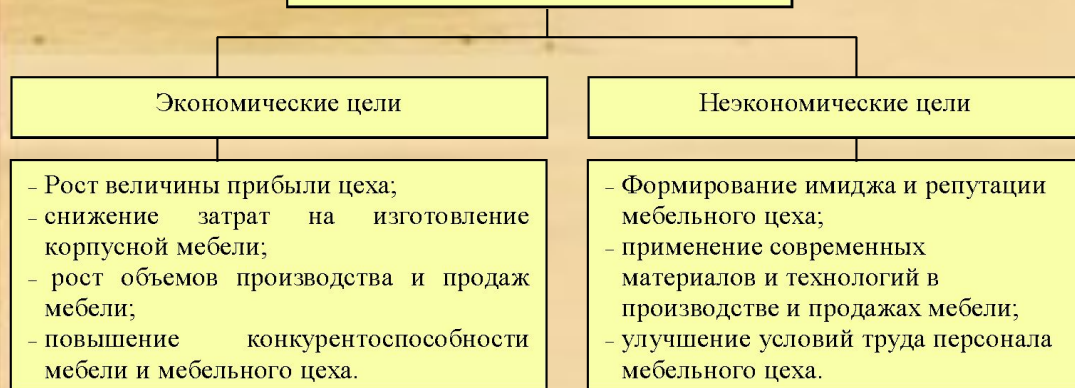 Экономические цели
Неэкономические цели
- Рост величины прибыли цеха;
- снижение затрат на изготовление
корпусной мебели;
- рост объемов производства и продаж
мебели;
- повышение конкурентоспособности
мебели и мебельного цеха.
- Формирование имиджа и репутации
мебельного цеха;
- применение современных
материалов и технологий в
производстве и продажах мебели;
- улучшение условий труда персонала
мебельного цеха.